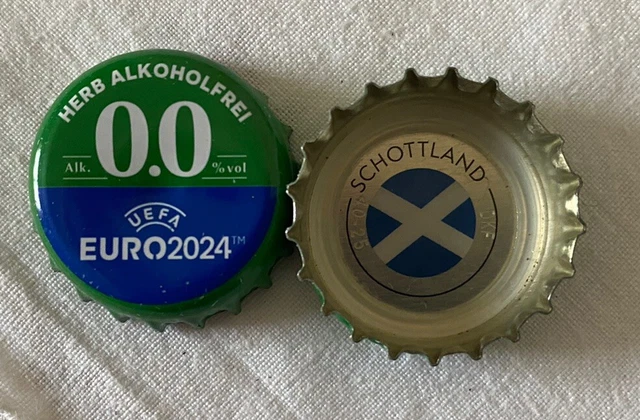 HERB ALKOHOLFREI
Alk. 0.0 % vol
UEFA
EURO2024™
SCHOTTLAND